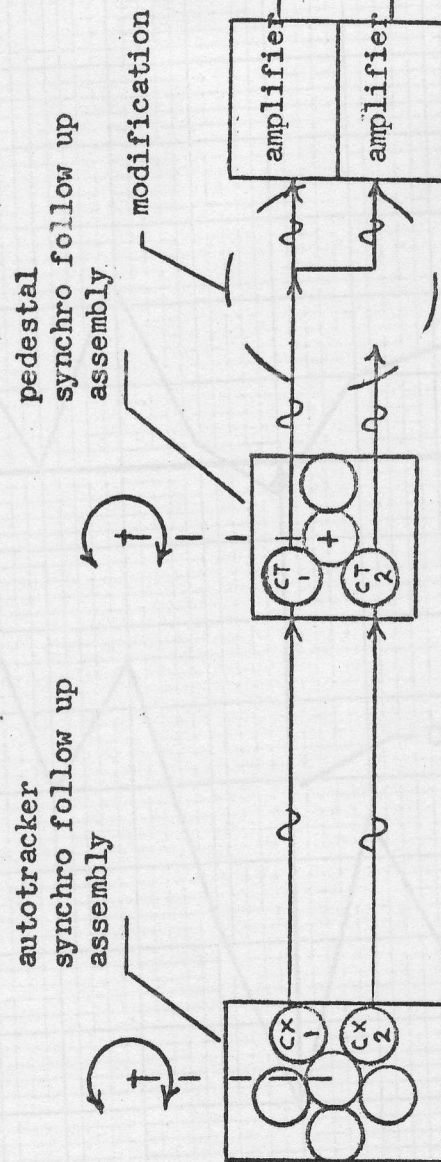 autotracker
synchro follow up
assembly
pedestal
synchro follow up
assembly
modification
CX
1
CX
2
CT
1
CT
2
amplifier
amplifier